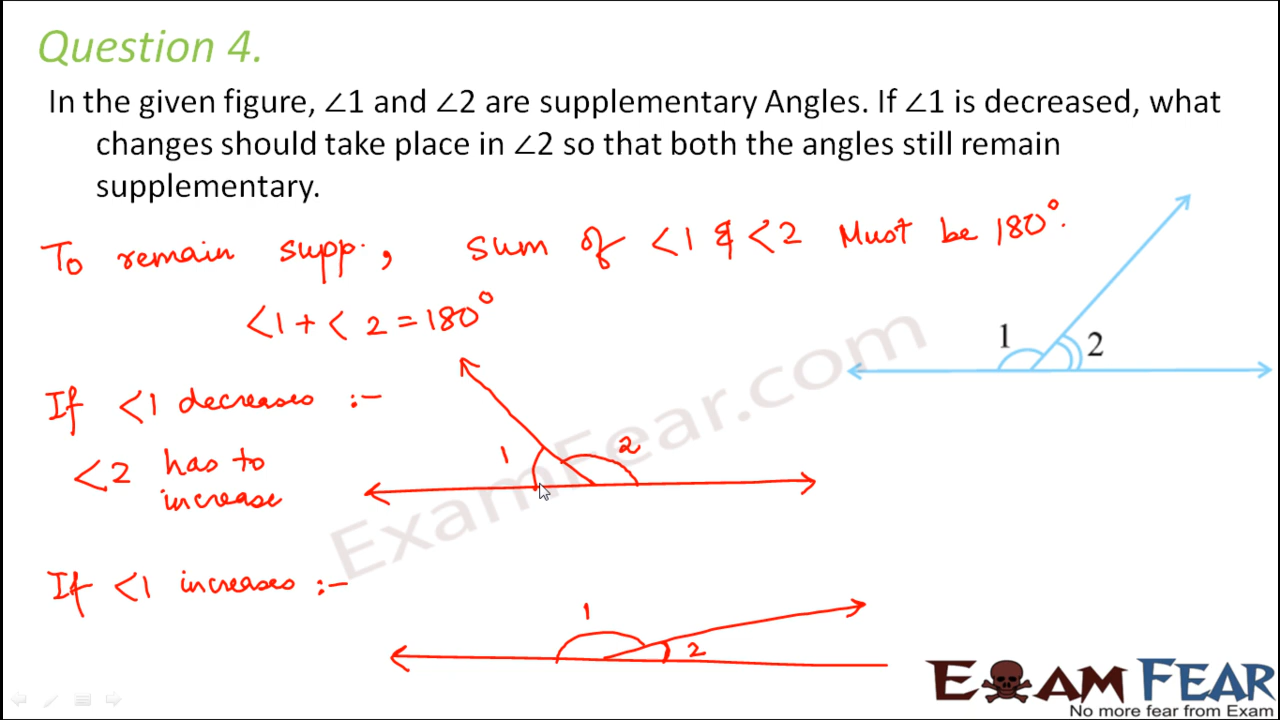 Question 4.
In the given figure, ∠1 and ∠2 are supplementary Angles. If ∠1 is decreased, what
changes should take place in ∠2 so that both the angles still remain
supplementary.
To remain supp., Sum of <1 & <2 Must be 180°.
<1 + < 2 = 180°
1 2
If <1 decreases :-
<2 has to
increase
1 2
If <1 increases :-
1
2
ExamFear.com
EXAM FEAR
No more fear from Exam